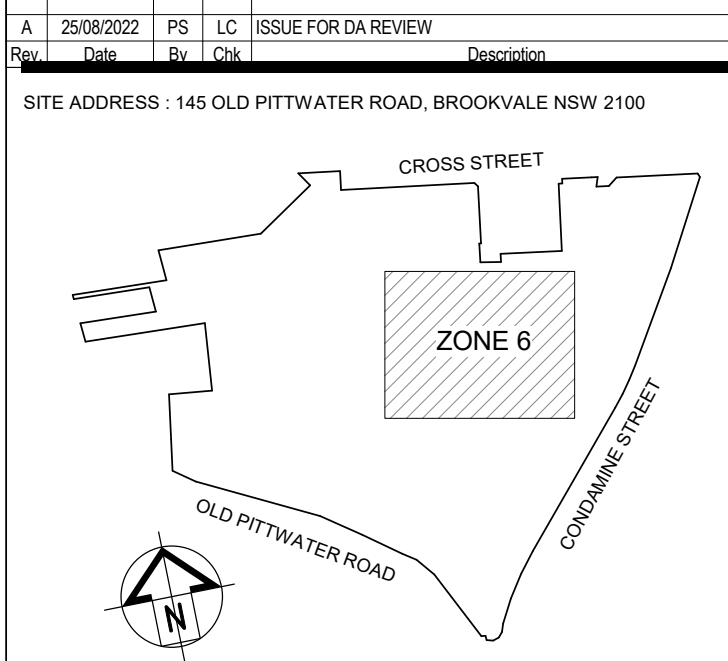 A 25/08/2022 PS LC ISSUE FOR DA REVIEW
Rev. Date By Chk Description
SITE ADDRESS : 145 OLD PITTWATER ROAD, BROOKVALE NSW 2100
CROSS STREET
ZONE 6
CONDAMINE STREET
OLD PITTWATER ROAD
N